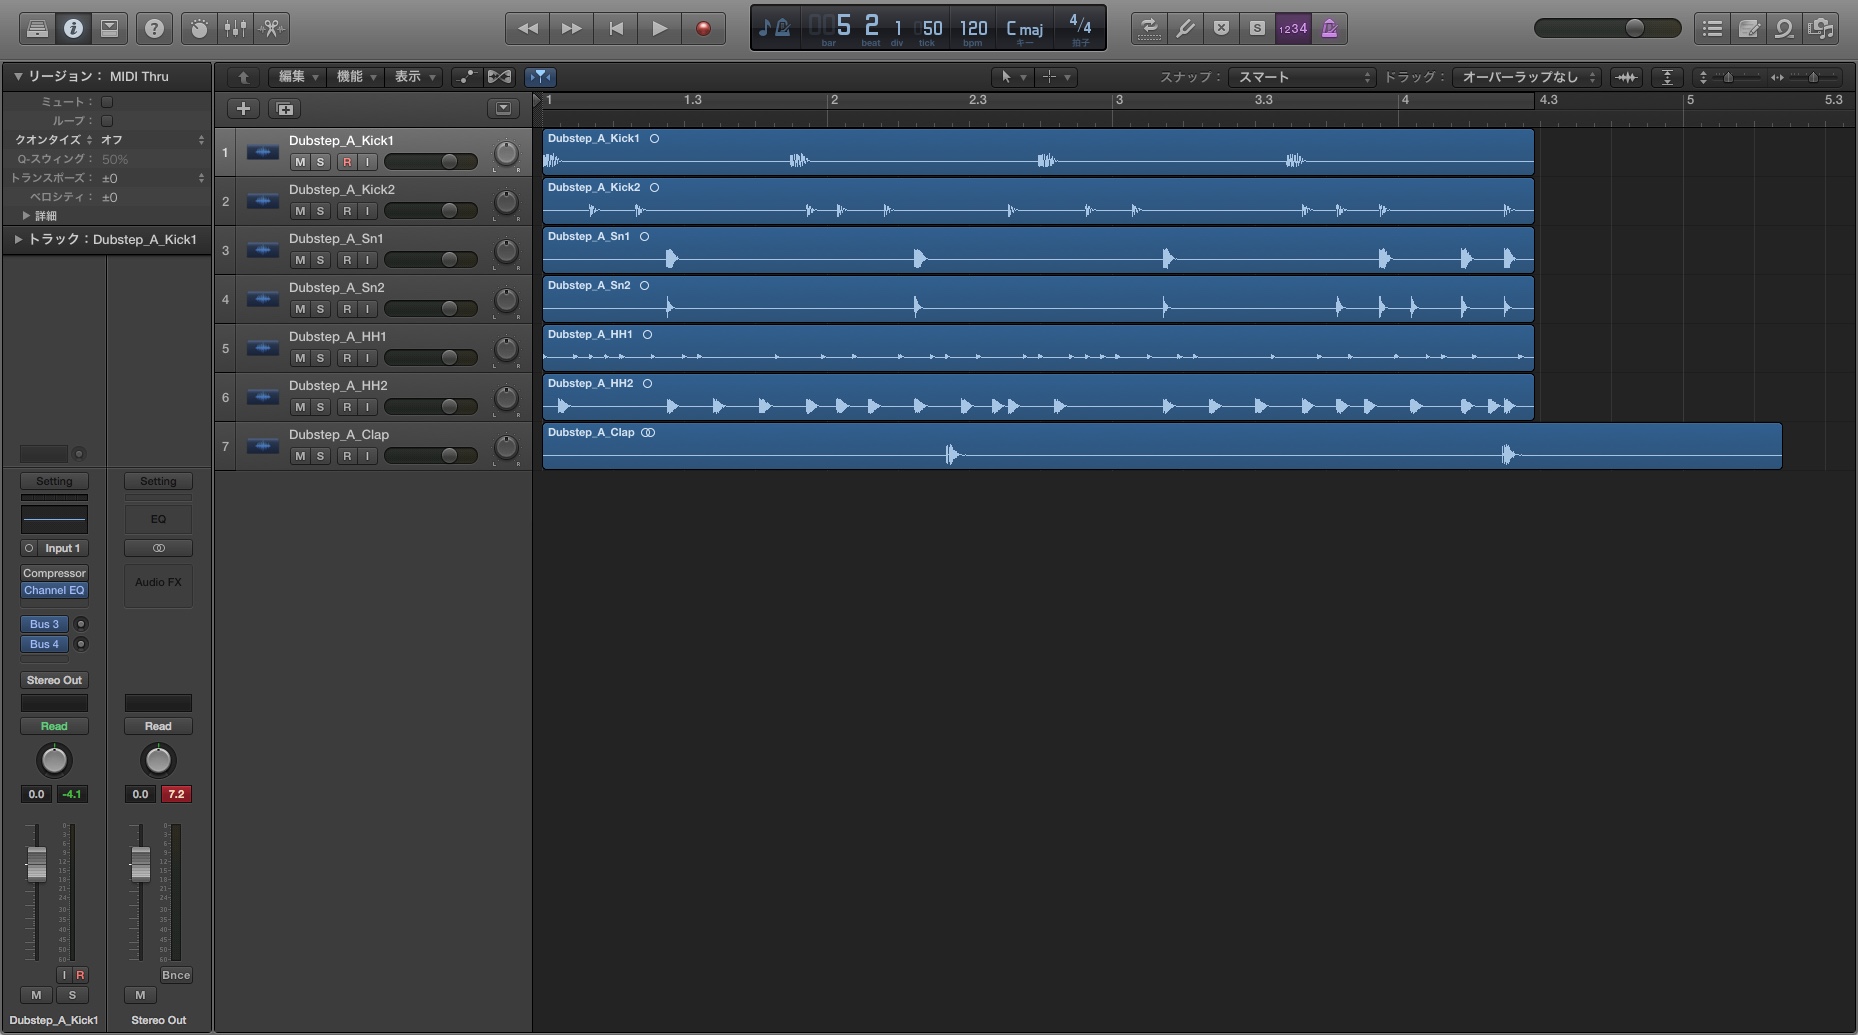 5 2 1 50 120 C maj 4/4
bar beat div tick bpm キー 拍子
S 1234
リージョン： MIDI Thru
編集 機能 表示
スナップ： スマート ドラッグ： オーバーラップなし
ミュート：
ループ：
クオンタイズ オフ
Q-スウィング： 50%
トランスポーズ： ±0
ベロシティ： ±0
詳細
トラック：Dubstep_A_Kick1
1 1.3 2 2.3 3 3.3 4 4.3 5 5.3
1 Dubstep_A_Kick1
M S R I
Dubstep_A_Kick1
2 Dubstep_A_Kick2
M S R I
Dubstep_A_Kick2
3 Dubstep_A_Sn1
M S R I
Dubstep_A_Sn1
4 Dubstep_A_Sn2
M S R I
Dubstep_A_Sn2
5 Dubstep_A_HH1
M S R I
Dubstep_A_HH1
6 Dubstep_A_HH2
M S R I
Dubstep_A_HH2
7 Dubstep_A_Clap
M S R I
Dubstep_A_Clap
Setting Setting
EQ
Input 1
Compressor
Channel EQ
Audio FX
Bus 3
Bus 4
Stereo Out
Read Read
0.0 -4.1 0.0 7.2
I R Bnce
M S M
Dubstep_A_Kick1 Stereo Out